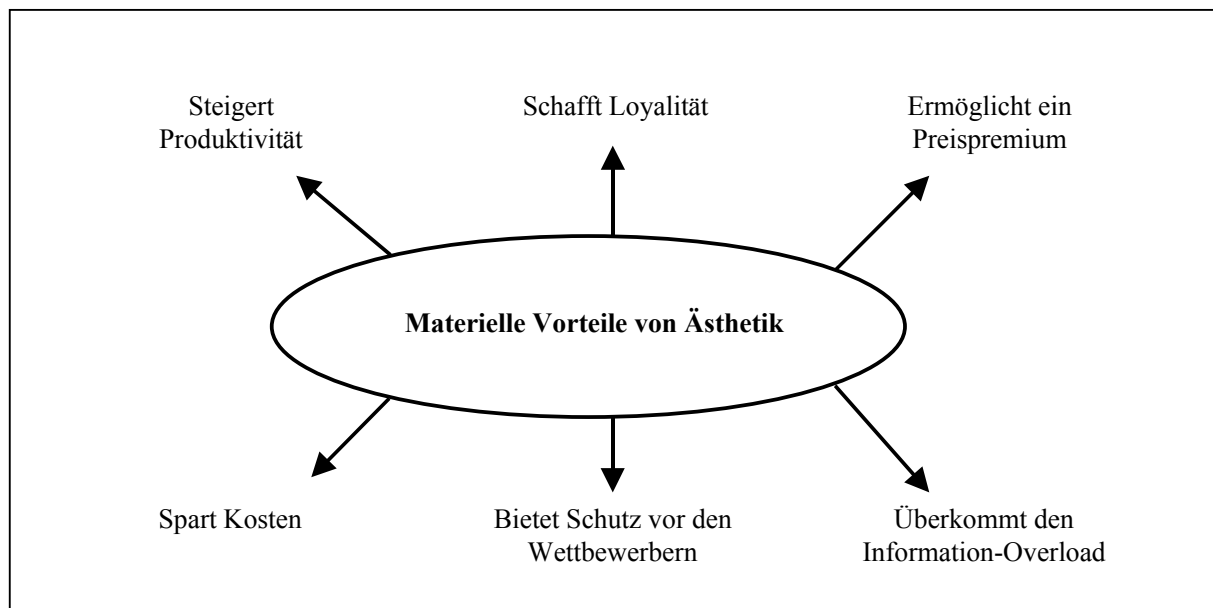 Steigert
Produktivität
Schafft Loyalität
Ermöglicht ein
Preispremium
Materielle Vorteile von Ästhetik
Spart Kosten
Bietet Schutz vor den
Wettbewerbern
Überkommt den
Information-Overload